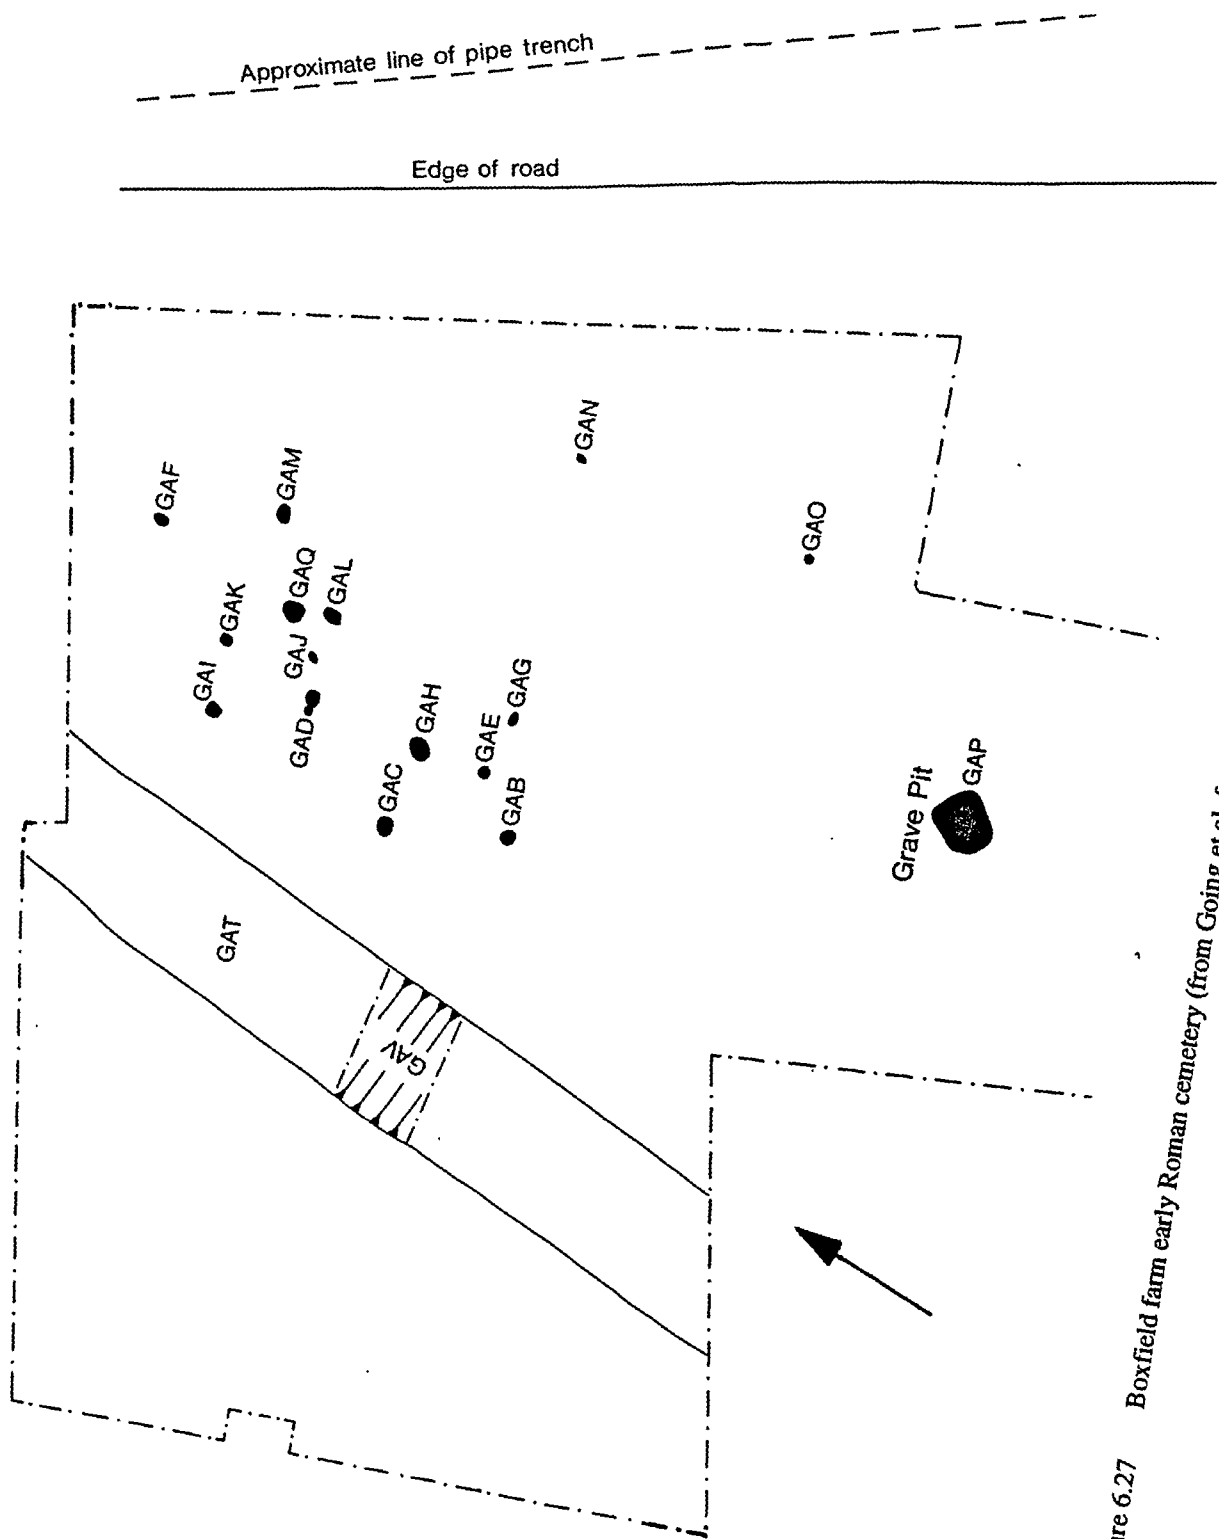 Approximate line of pipe trench
Edge of road
GAN
GAF
GAM
GAO
GAQ
GAL
GAK
GAJ
GAI
GAG
GAH
GAE
GAD
GAP
Grave Pit
GAC
GAB
GAT
GAV
6.27 Boxfield farm early Roman cemetery (from Going et al.